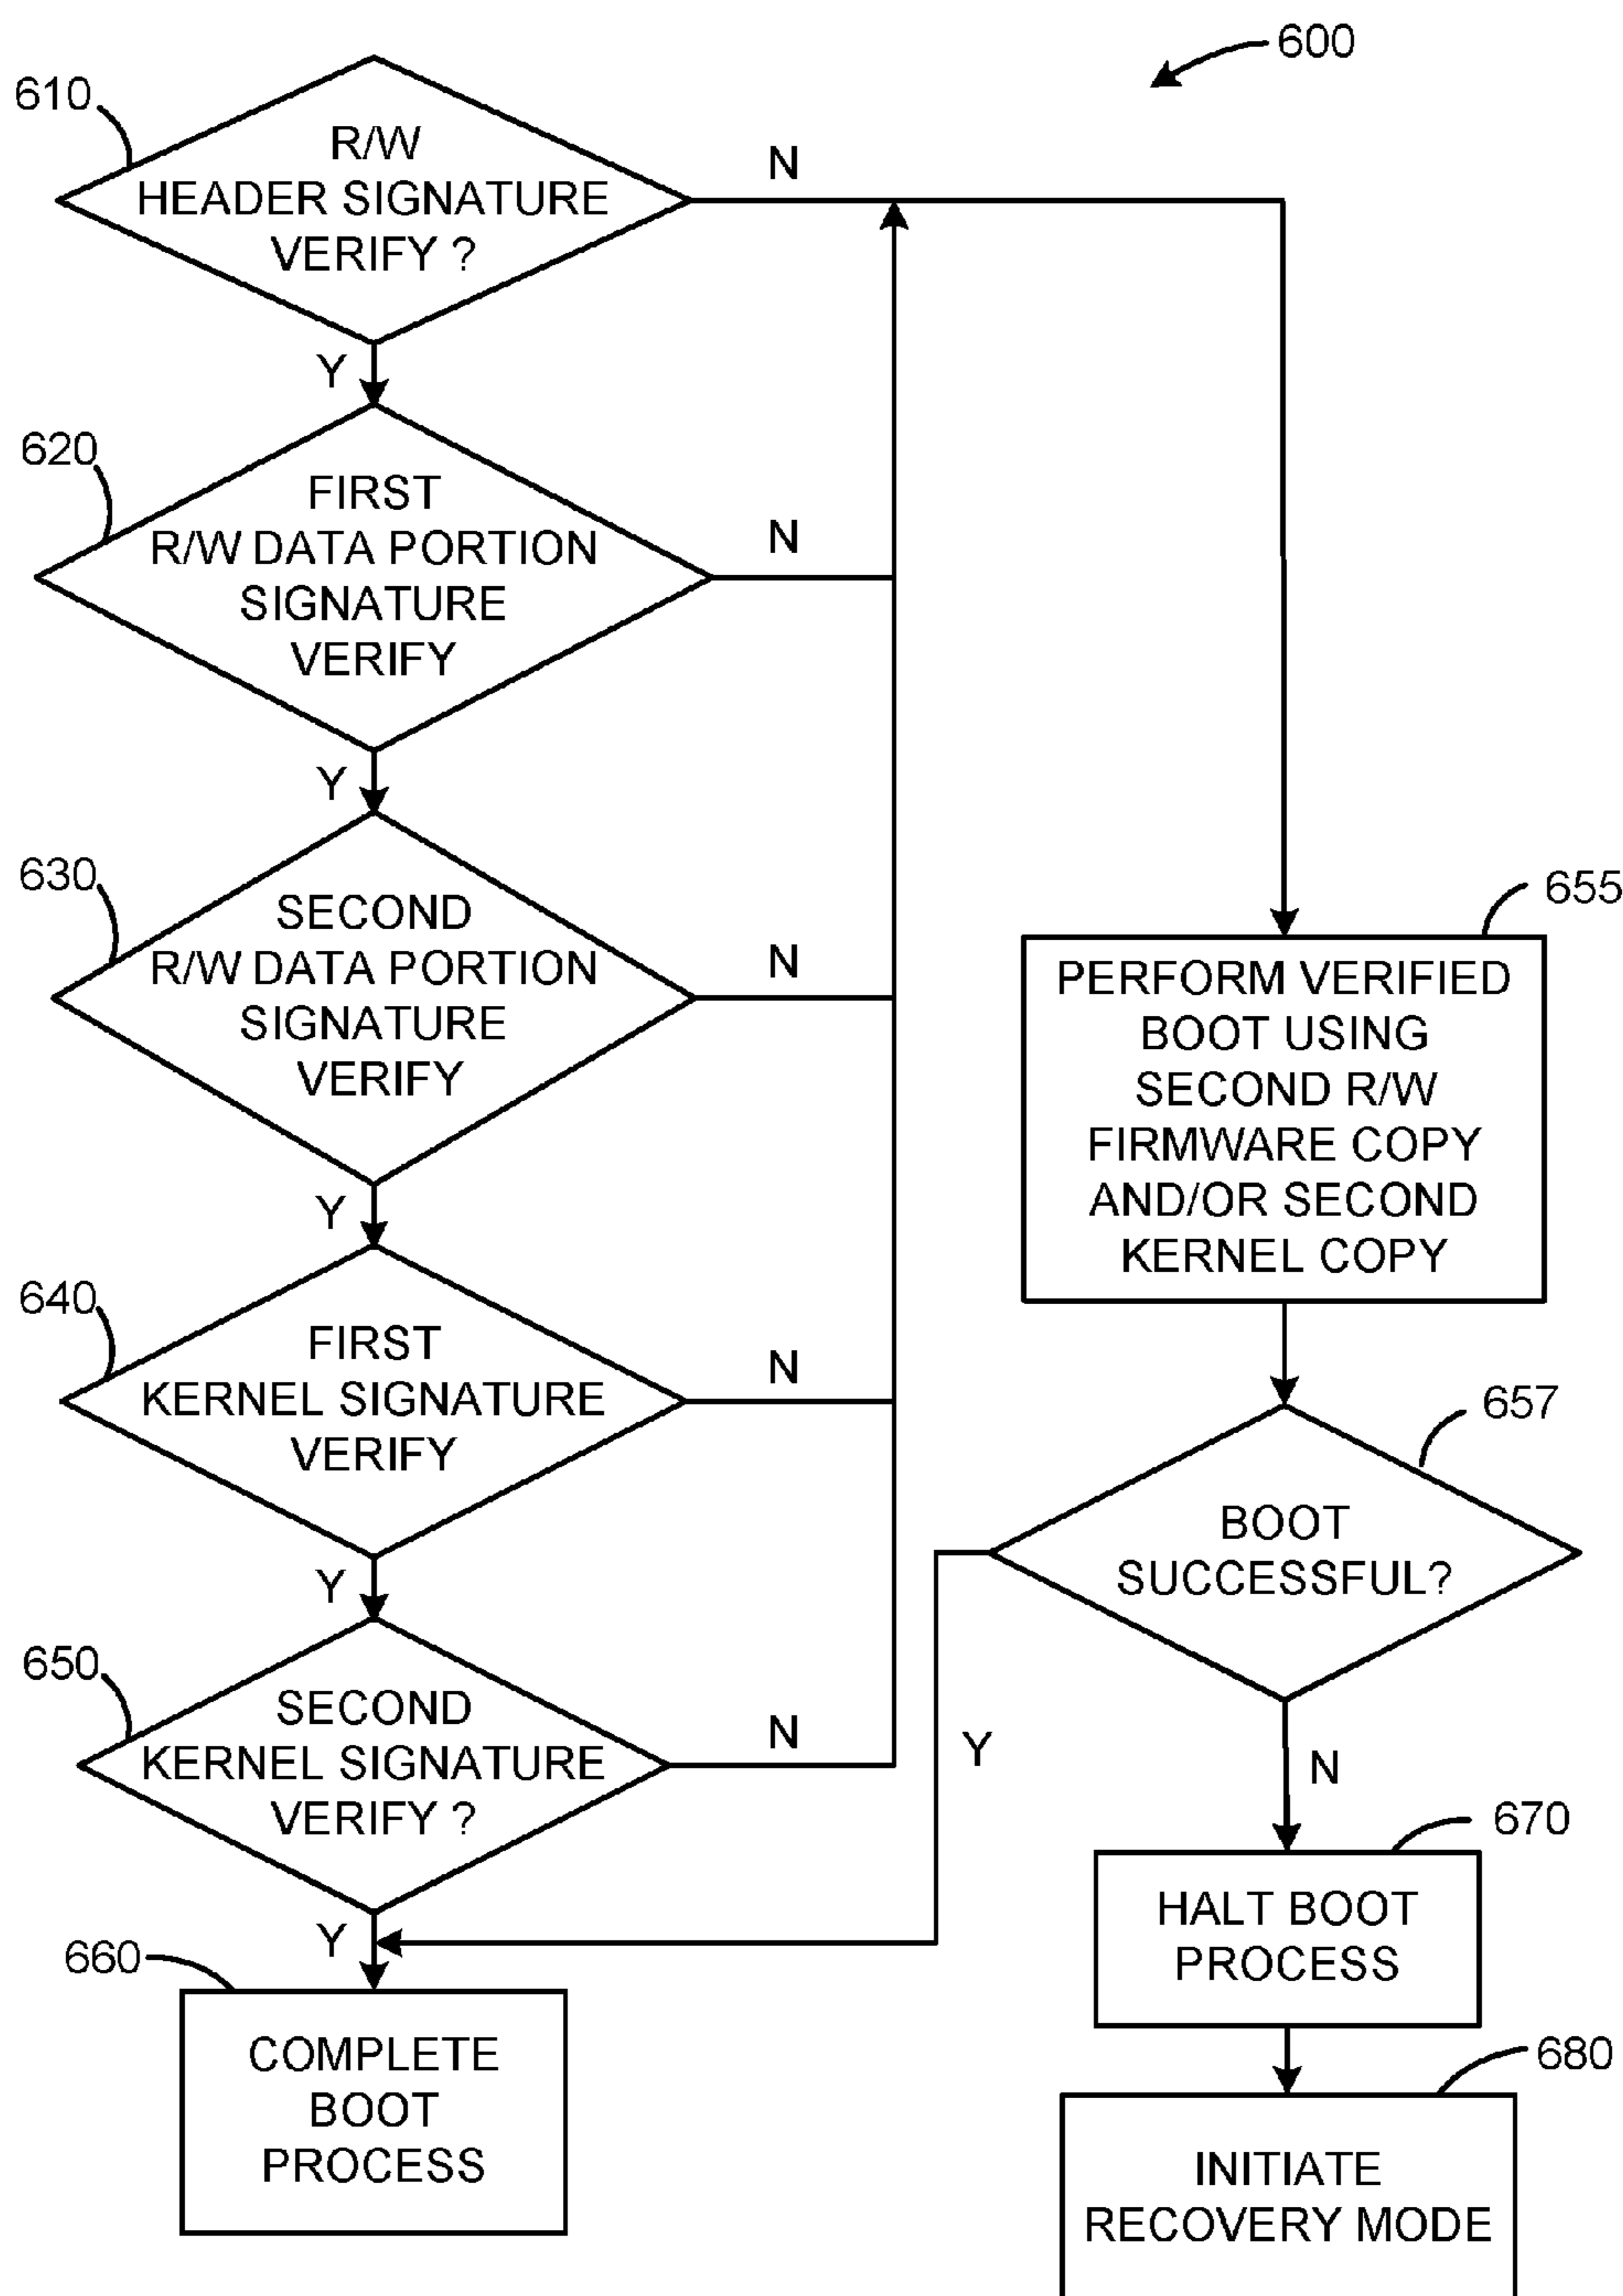 600
610
R/W
HEADER SIGNATURE
VERIFY ?
N
Y
620
FIRST
R/W DATA PORTION
SIGNATURE
VERIFY
N
Y
630
SECOND
R/W DATA PORTION
SIGNATURE
VERIFY
N
Y
640
FIRST
KERNEL SIGNATURE
VERIFY
N
Y
650
SECOND
KERNEL SIGNATURE
VERIFY ?
N
Y
660
COMPLETE
BOOT
PROCESS
655
PERFORM VERIFIED
BOOT USING
SECOND R/W
FIRMWARE COPY
AND/OR SECOND
KERNEL COPY
657
BOOT
SUCCESSFUL?
Y
N
670
HALT BOOT
PROCESS
680
INITIATE
RECOVERY MODE